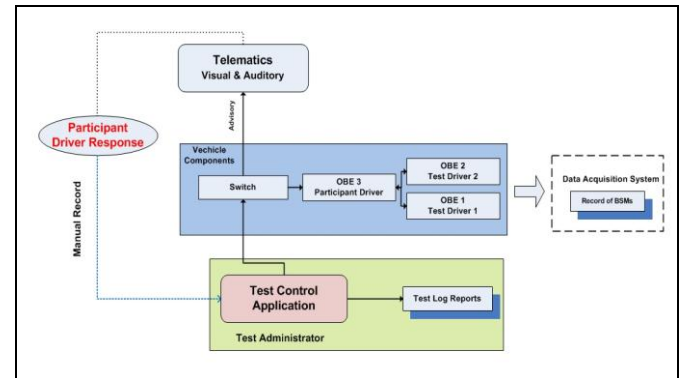 Telematics
Visual & Auditory
Participant
Driver Response
Advisory
Manual Record
Vechicle
Components
Switch
OBE 3
Participant Driver
OBE 2
Test Driver 2
OBE 1
Test Driver 1
Data Acquisition System
Record of BSMs
Test Control
Application
Test Log Reports
Test Administrator